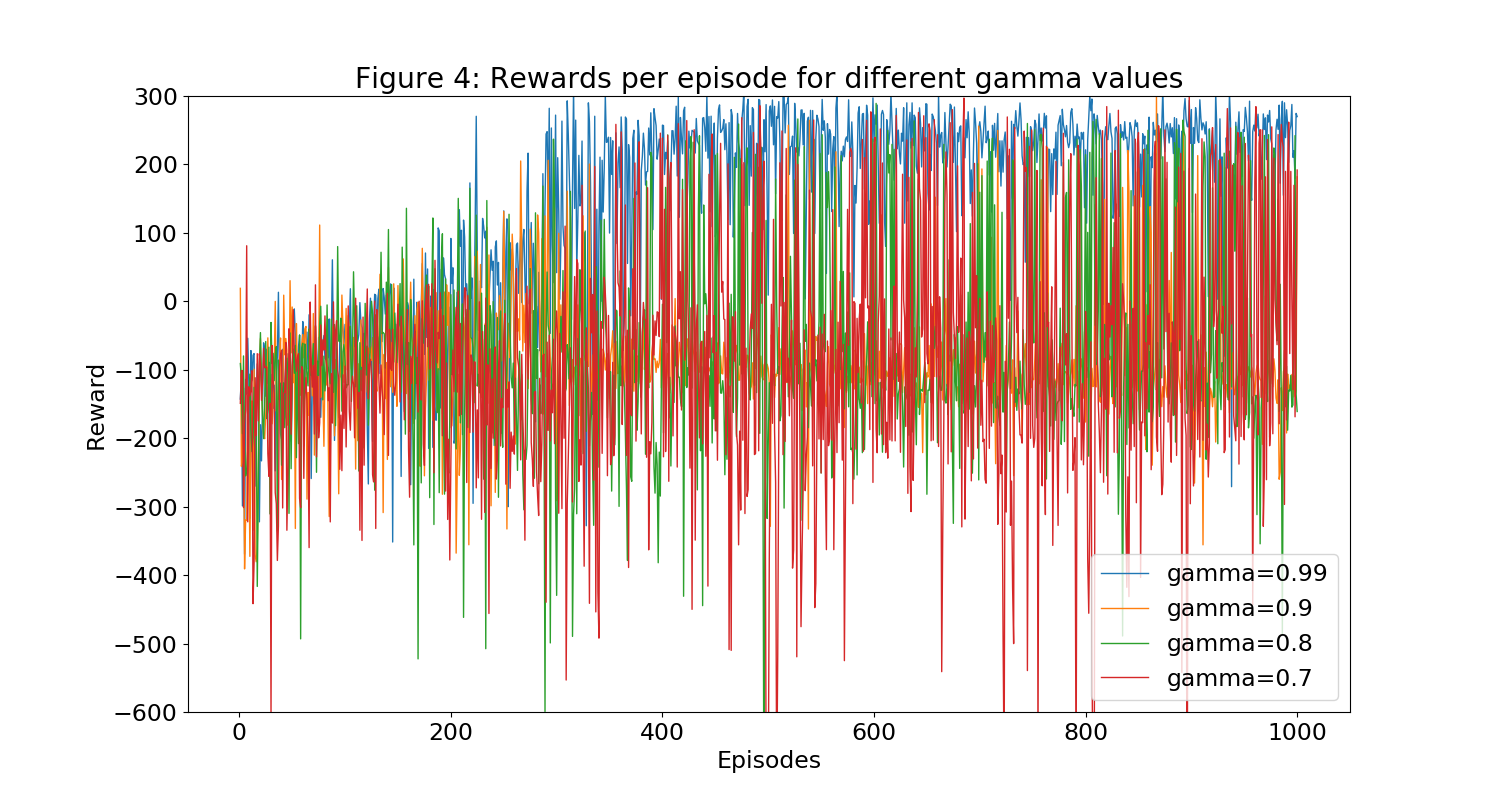 Figure 4: Rewards per episode for different gamma values
300
200
100
0
−100
−200
−300
−400
−500
−600
Reward
0 200 400 600 800 1000
Episodes
gamma=0.99
gamma=0.9
gamma=0.8
gamma=0.7